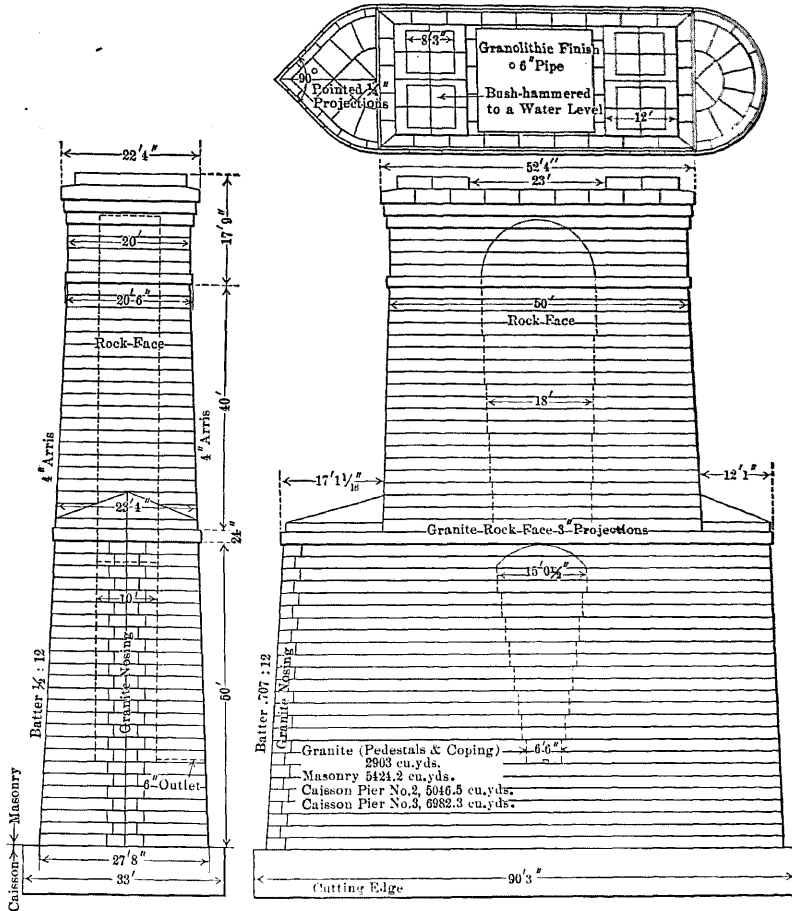 8'3"
Granolithic Finish
6" Pipe
90°
Pointed ¼"
Projections
Bush-hammered
to a Water Level
12'
22'4"
52'4"
23'
17'9"
20'
20'6"
50'
Rock-Face
Rock-Face
40'
18'
4" Arris
4" Arris
17'1 1/16"
12'1"
23'4"
24"
Granite-Rock-Face-3" Projections
15'0½"
10'
Granite-Nosing
Batter ½ : 12
50'
Batter .707 : 12
Granite Nosing
Granite (Pedestals & Coping)
2903 cu.yds.
6'6"
Masonry 5424.2 cu.yds.
Caisson Pier No.2, 5046.5 cu.yds.
Caisson Pier No.3, 6982.3 cu.yds.
6" Outlet
Masonry
Caisson
27'8"
33'
90'3"
Cutting Edge